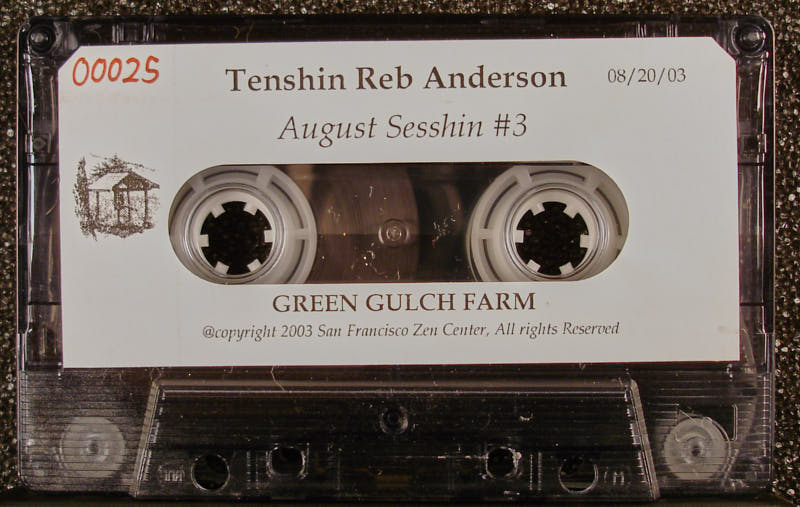 00025
Tenshin Reb Anderson
08/20/03
August Sesshin #3
GREEN GULCH FARM
@copyright 2003 San Francisco Zen Center, All rights Reserved